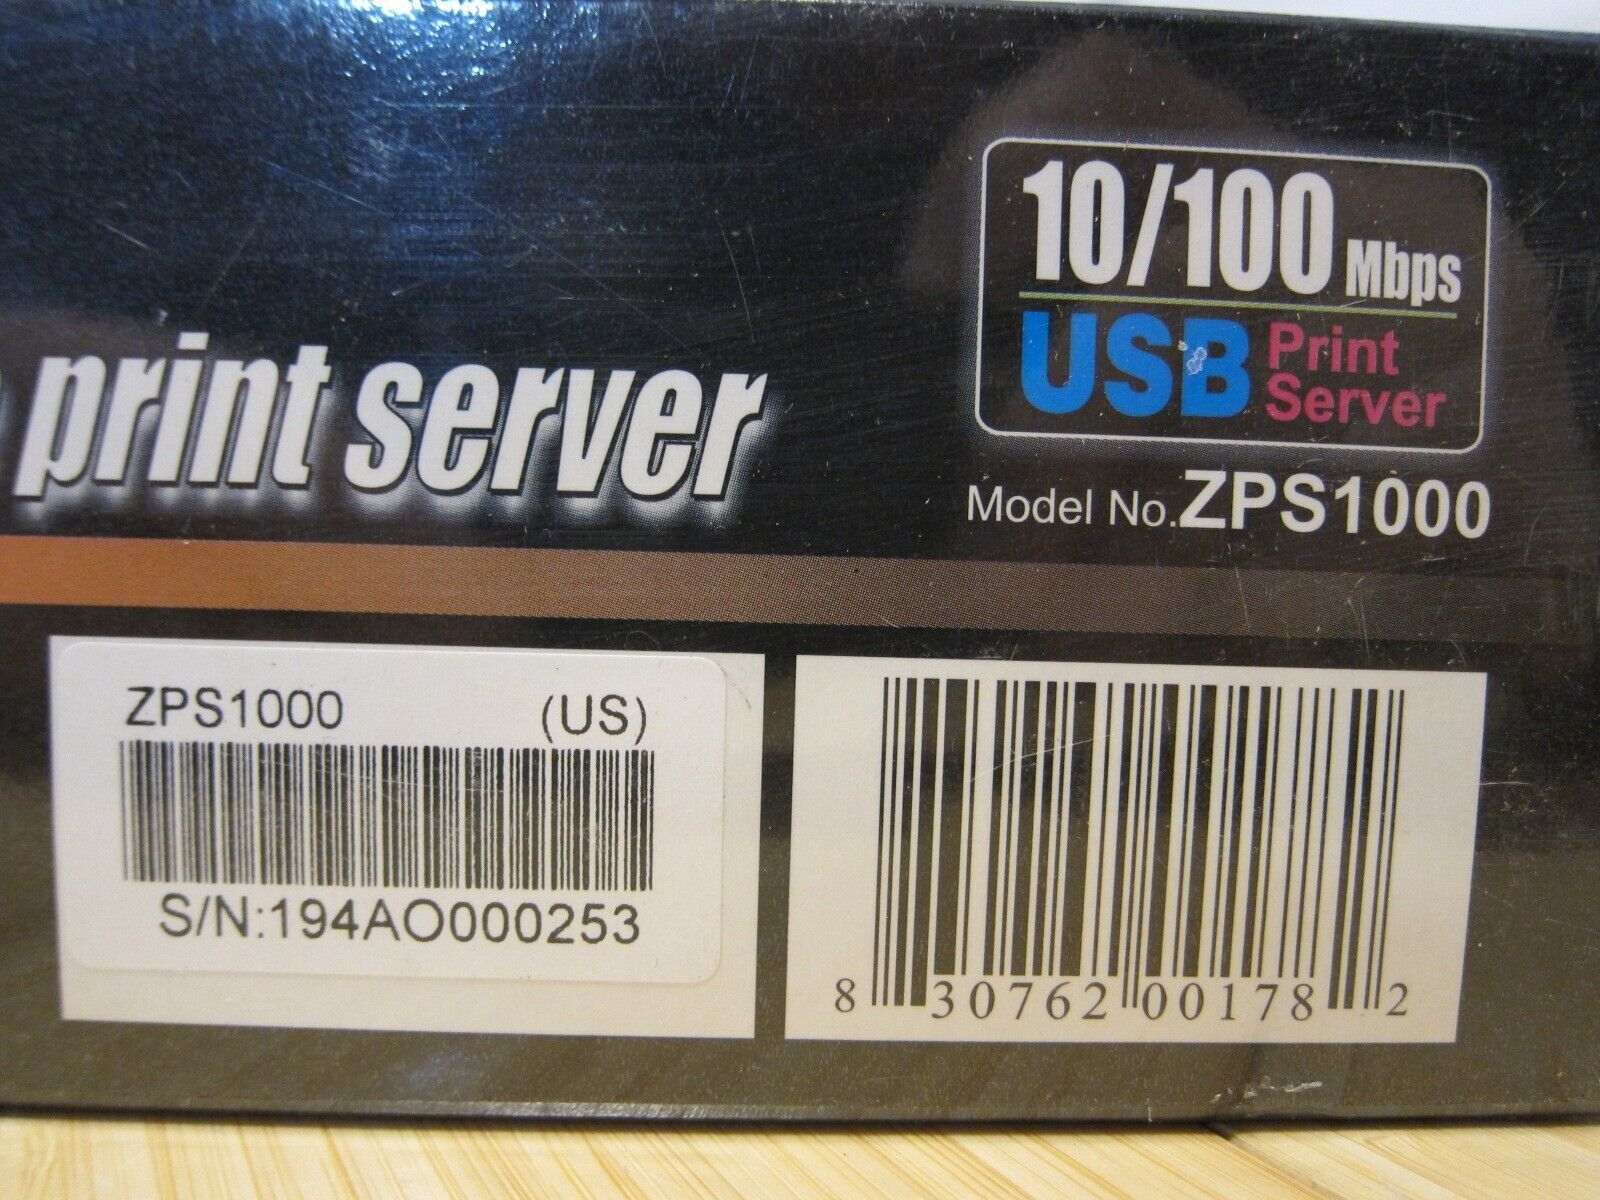 10/100 Mbps
USB Print Server
print server
Model No.ZPS1000
ZPS1000 (US)
S/N:194AO000253
8 30762 00178 2